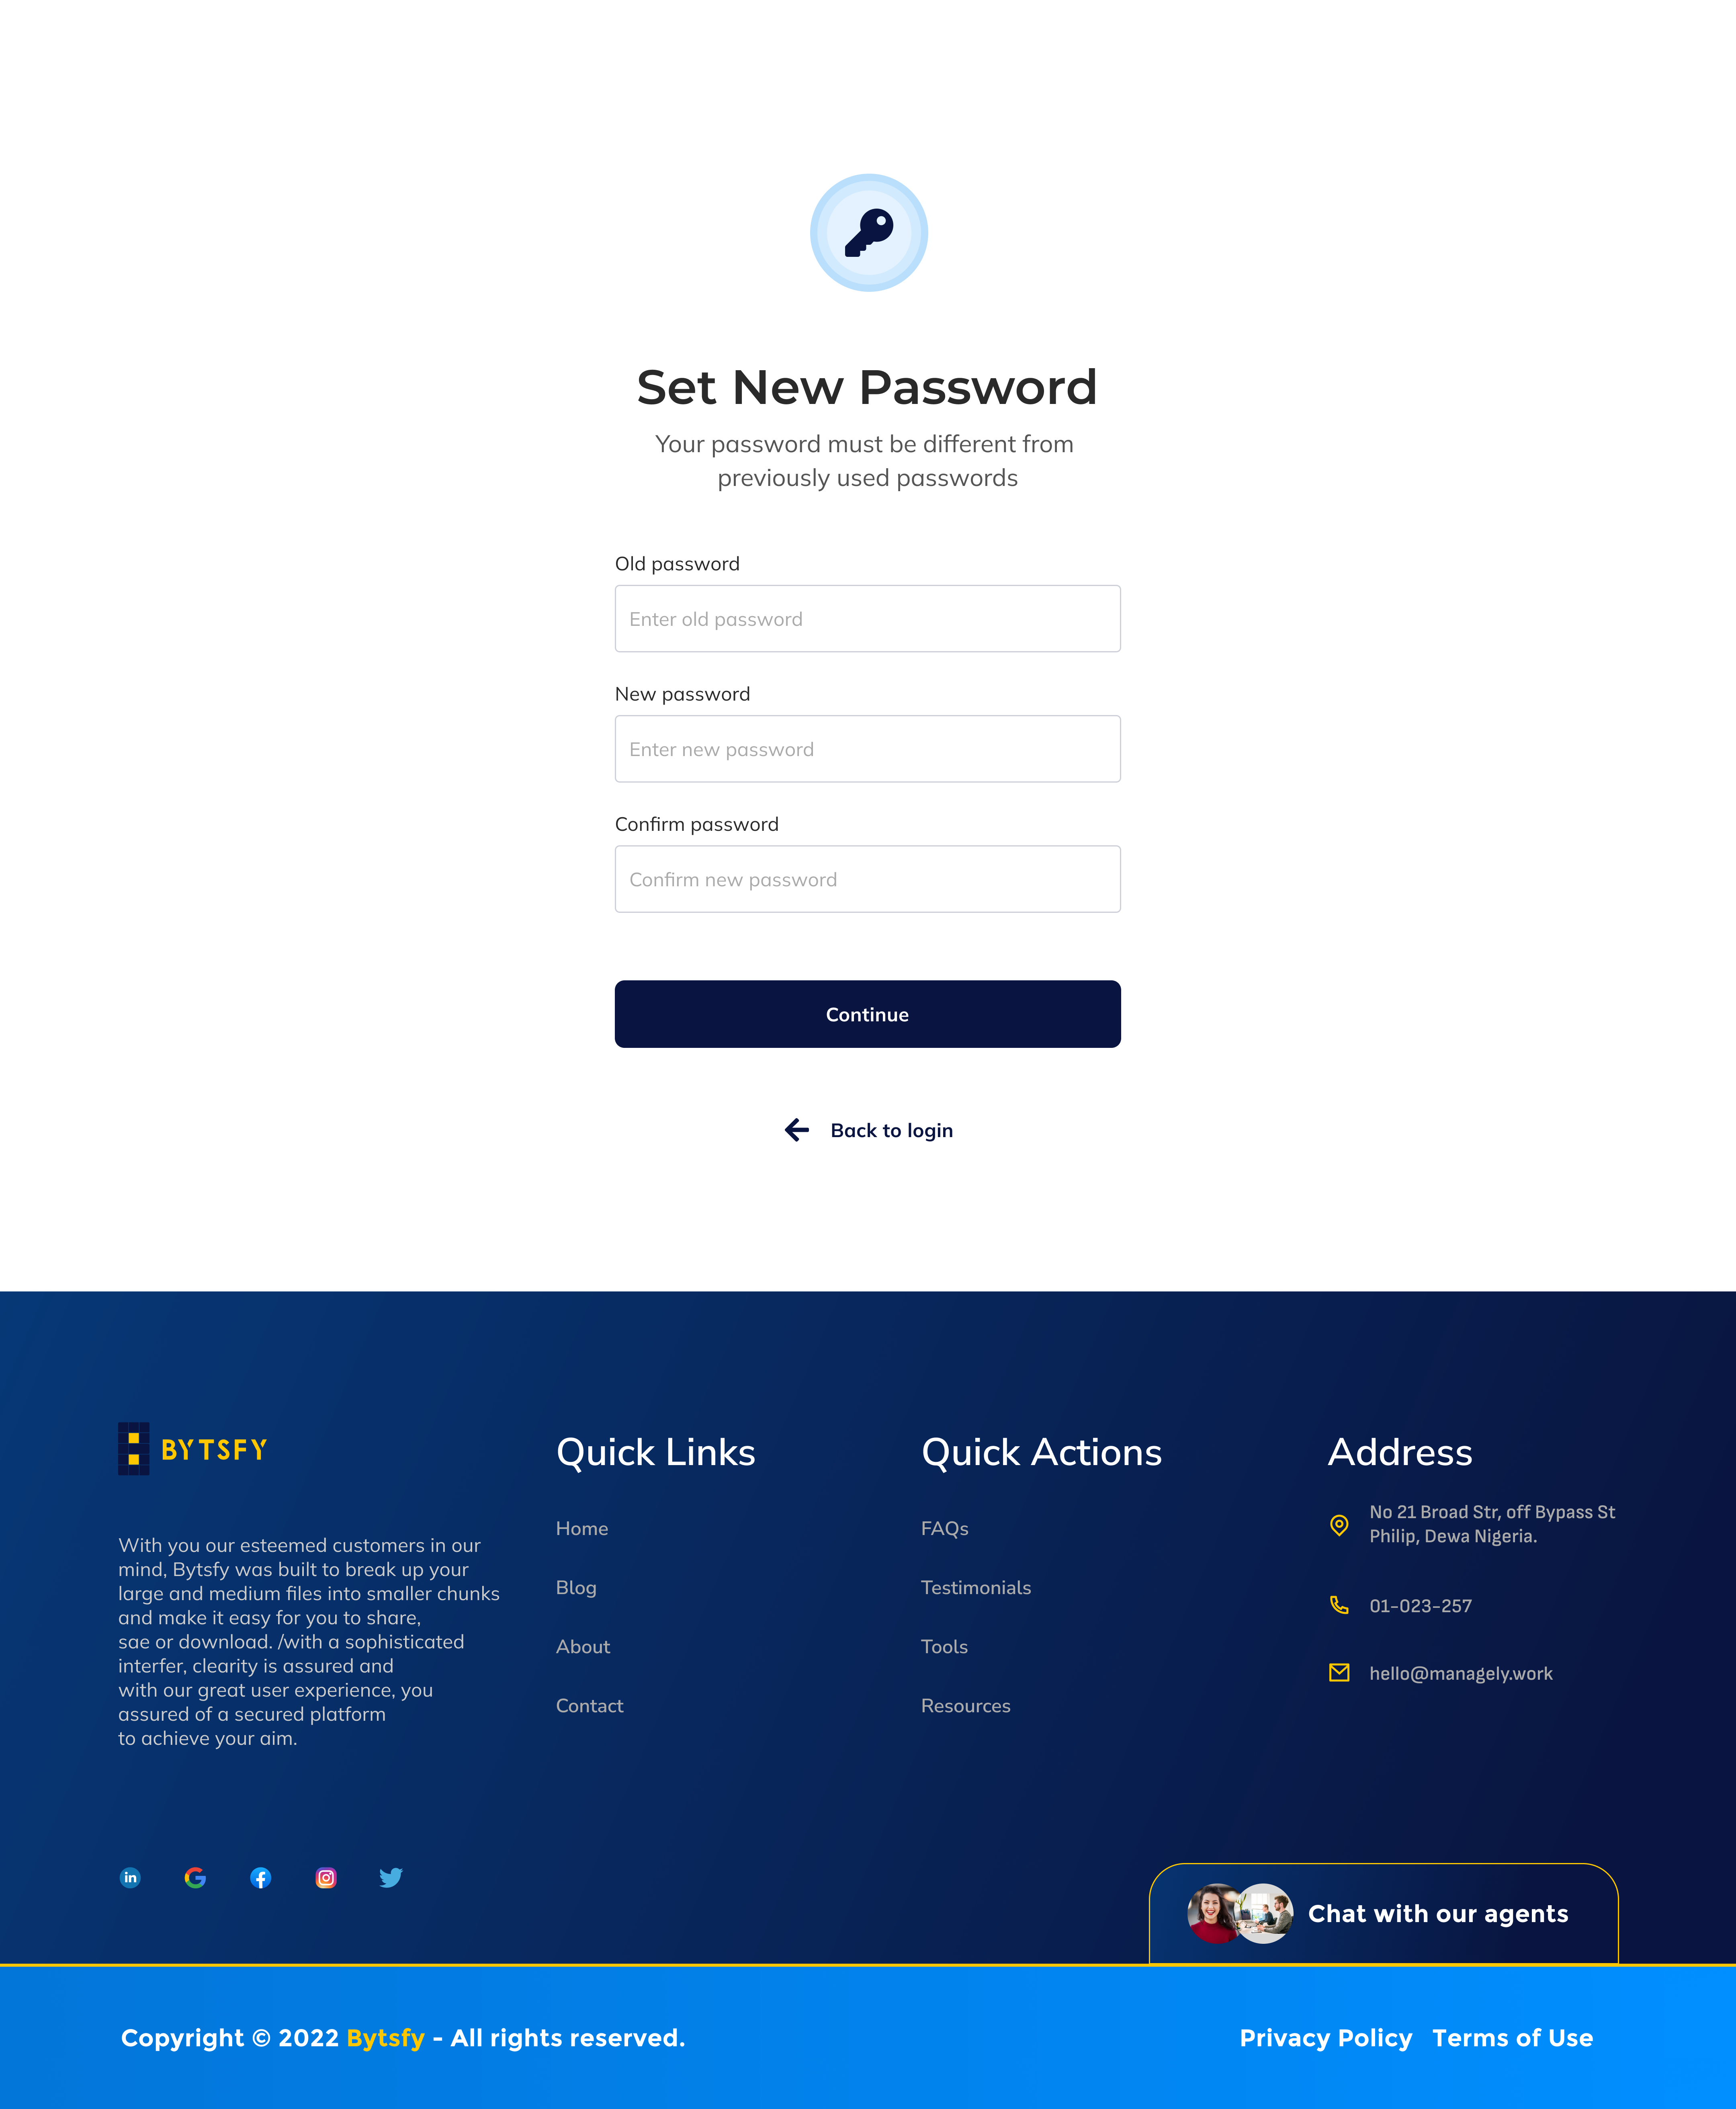 Set New Password
Your password must be different from
previously used passwords
Old password
Enter old password
New password
Enter new password
Confirm password
Confirm new password
Continue
Back to login
BYTSFY
With you our esteemed customers in our
mind, Bytsfy was built to break up your
large and medium files into smaller chunks
and make it easy for you to share,
sae or download. /with a sophisticated
interfer, clearity is assured and
with our great user experience, you
assured of a secured platform
to achieve your aim.
Quick Links
Home
Blog
About
Contact
Quick Actions
FAQs
Testimonials
Tools
Resources
Address
No 21 Broad Str, off Bypass St
Philip, Dewa Nigeria.
01-023-257
hello@managely.work
in
Chat with our agents
Copyright © 2022 Bytsfy - All rights reserved.
Privacy Policy Terms of Use